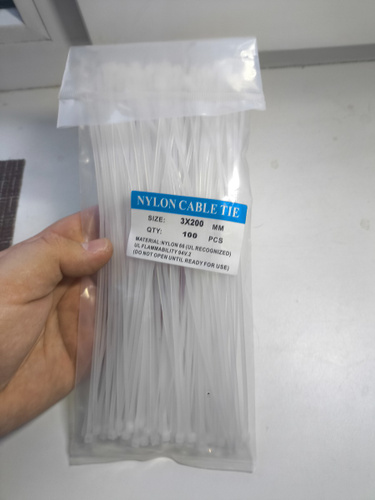 NYLON CABLE TIE
SIZE: 3X200 MM
QTY: 100 PCS
MATERIAL:NYLON 66 (UL RECOGNIZED)
UL FLAMMABILITY 94V.2
(DO NOT OPEN UNTIL READY FOR USE)